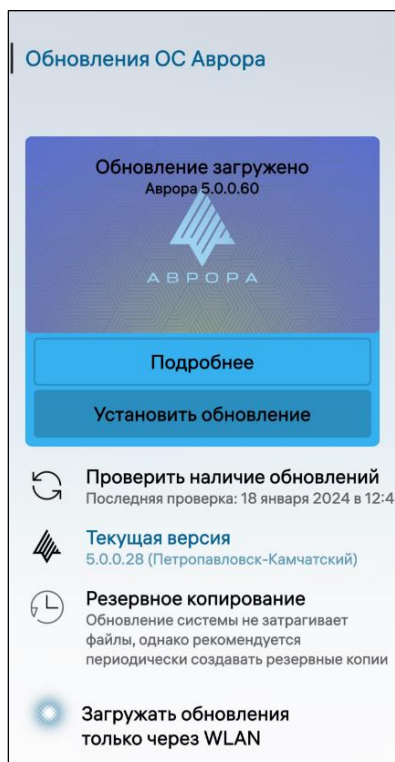 Обновления ОС Аврора
Обновление загружено
Аврора 5.0.0.60
АВРОРА
Подробнее
Установить обновление
Проверить наличие обновлений
Последняя проверка: 18 января 2024 в 12:4
Текущая версия
5.0.0.28 (Петропавловск-Камчатский)
Резервное копирование
Обновление системы не затрагивает
файлы, однако рекомендуется
периодически создавать резервные копии
Загружать обновления
только через WLAN